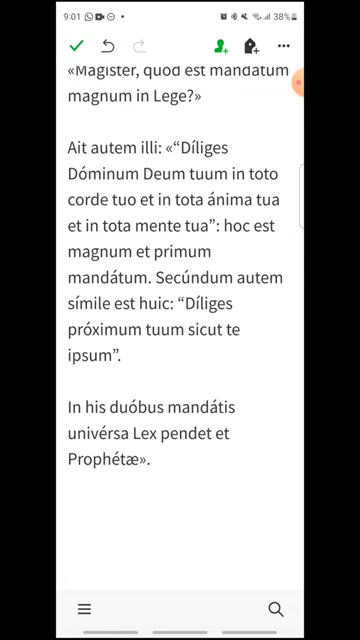 9:01
38%
«Magister, quod est mandatum
magnum in Lege?»
Ait autem illi: «“Díliges
Dóminum Deum tuum in toto
corde tuo et in tota ánima tua
et in tota mente tua”: hoc est
magnum et primum
mandátum. Secúndum autem
símile est huic: “Díliges
próximum tuum sicut te
ipsum”.
In his duóbus mandátis
univérsa Lex pendet et
Prophétæ».